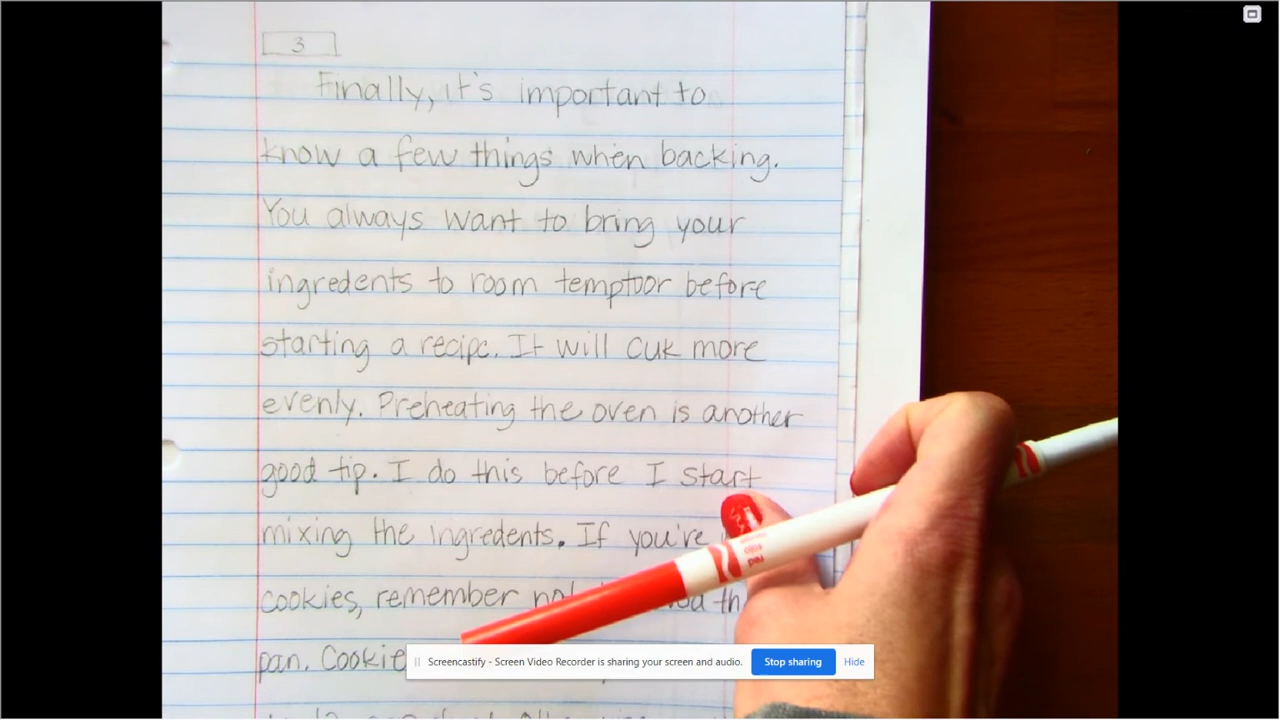 3
Finally, it's important to
know a few things when backing.
You always want to bring your
ingredents to room temptoor before
starting a recipe. It will cuk more
evenly. Preheating the oven is another
good tip. I do this before I start
mixing the ingredents. If you're
cookies, remember
pan. Cookie
Screencastify - Screen Video Recorder is sharing your screen and audio. Stop sharing Hide
red